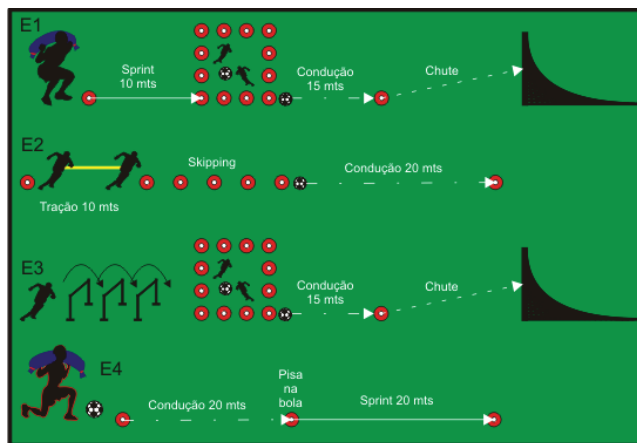 E1
Sprint
10 mts
Condução
15 mts
Chute
E2
Tração 10 mts
Skipping
Condução 20 mts
E3
Condução
15 mts
Chute
E4
Condução 20 mts
Pisa
na
bola
Sprint 20 mts